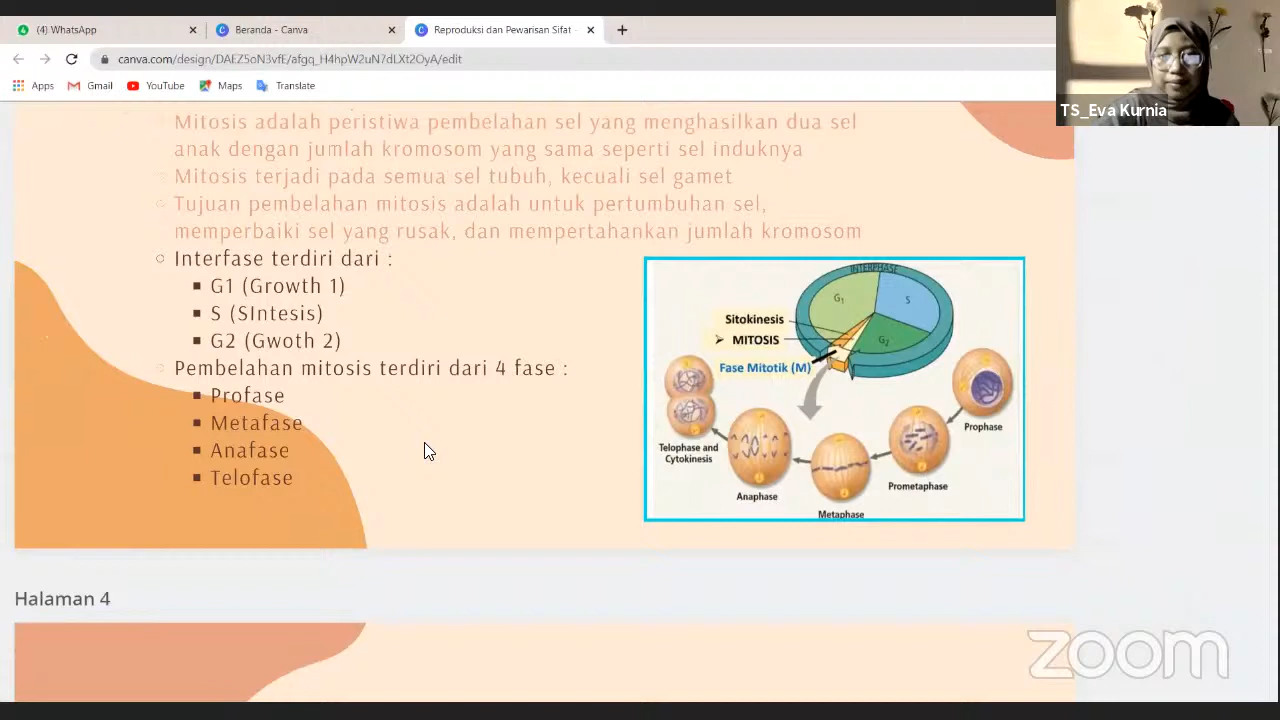 (4) WhatsApp
Beranda - Canva
Reproduksi dan Pewarisan Sifat -
canva.com/design/DAEZ5oN3vfE/afgq_H4hpW2uN7dLXt2OyA/edit
Apps
Gmail
YouTube
Maps
Translate
TS_Eva Kurnia
Mitosis adalah peristiwa pembelahan sel yang menghasilkan dua sel
anak dengan jumlah kromosom yang sama seperti sel induknya
Mitosis terjadi pada semua sel tubuh, kecuali sel gamet
Tujuan pembelahan mitosis adalah untuk pertumbuhan sel,
memperbaiki sel yang rusak, dan mempertahankan jumlah kromosom
Interfase terdiri dari :
G1 (Growth 1)
S (SIntesis)
G2 (Gwoth 2)
Pembelahan mitosis terdiri dari 4 fase :
Profase
Metafase
Anafase
Telofase
INTERPHASE
G1
S
G2
Sitokinesis
MITOSIS
Fase Mitotik (M)
Prophase
Prometaphase
Metaphase
Anaphase
Telophase and
Cytokinesis
Halaman 4
zoom